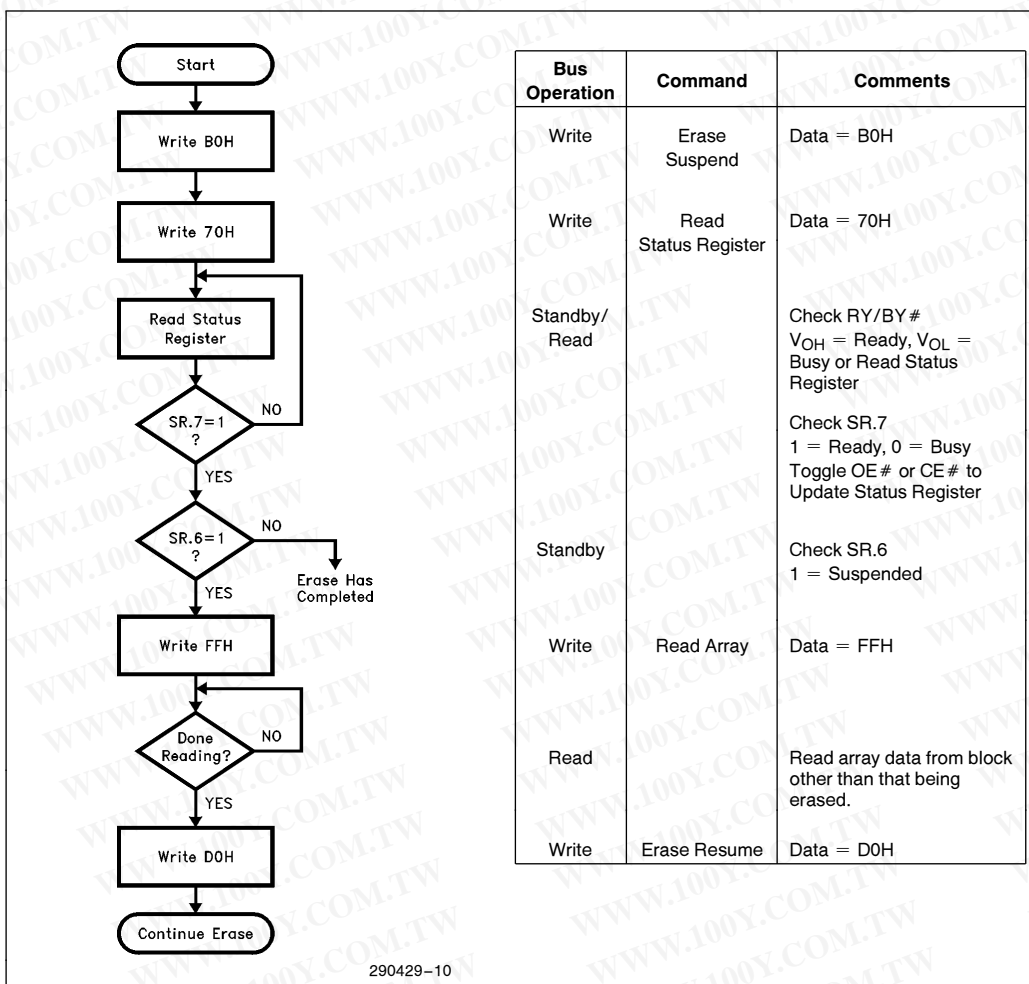 Start
Write B0H
Write 70H
Read Status
Register
SR.7=1
?
NO
YES
SR.6=1
?
NO
Erase Has
Completed
YES
Write FFH
Done
Reading?
NO
YES
Write D0H
Continue Erase
290429–10
Bus
Operation
Command
Comments
Write
Erase
Suspend
Data = B0H
Write
Read
Status Register
Data = 70H
Standby/
Read
Check RY/BY#
VOH = Ready, VOL =
Busy or Read Status
Register
Check SR.7
1 = Ready, 0 = Busy
Toggle OE# or CE# to
Update Status Register
Standby
Check SR.6
1 = Suspended
Write
Read Array
Data = FFH
Read
Read array data from block
other than that being
erased.
Write
Erase Resume
Data = D0H
WWW.100Y.COM.TW